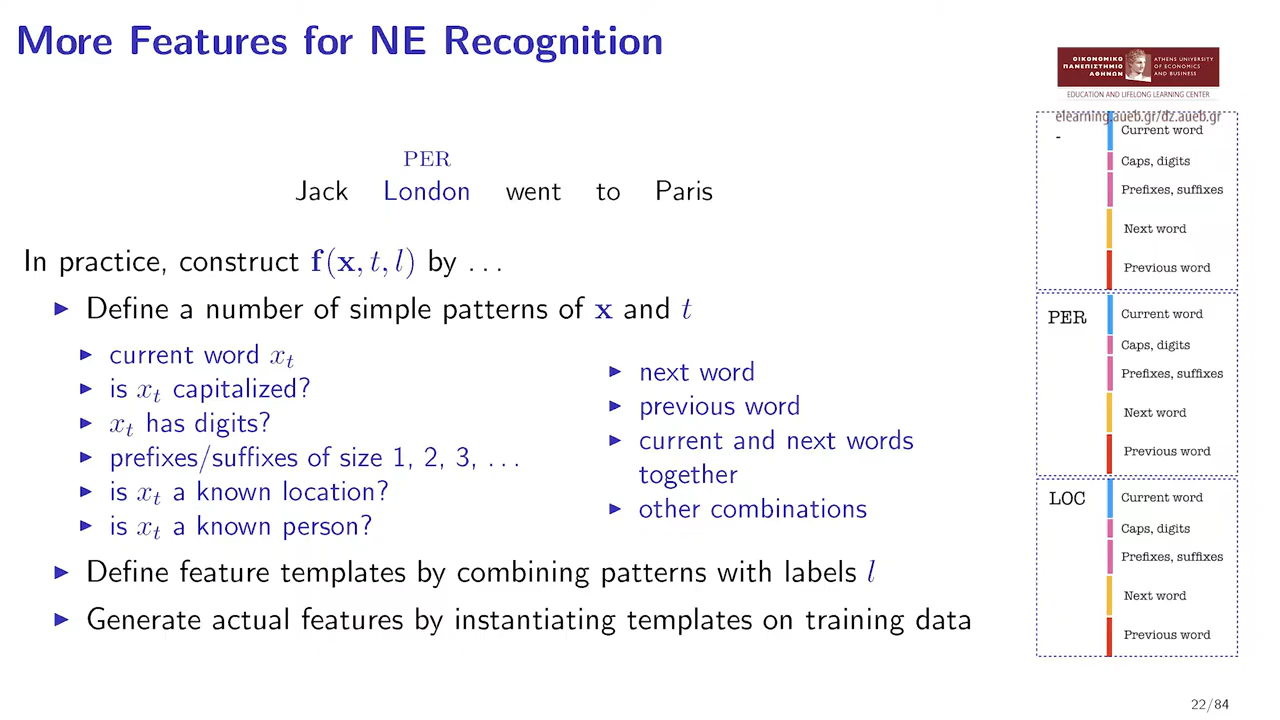 More Features for NE Recognition
ΟΙΚΟΝΟΜΙΚΟ
ΠΑΝΕΠΙΣΤΗΜΙΟ
ΑΘΗΝΩΝ
ATHENS UNIVERSITY
OF ECONOMICS
AND BUSINESS
EDUCATION AND LIFELONG LEARNING CENTER
elearning.aueb.gr/dz.aueb.gr
PER
Jack London went to Paris
In practice, construct f(x, t, l) by . . .
▶ Define a number of simple patterns of x and t
▶ current word xₜ
▶ is xₜ capitalized?
▶ xₜ has digits?
▶ prefixes/suffixes of size 1, 2, 3, . . .
▶ is xₜ a known location?
▶ is xₜ a known person?
▶ next word
▶ previous word
▶ current and next words
together
▶ other combinations
▶ Define feature templates by combining patterns with labels l
▶ Generate actual features by instantiating templates on training data
-
Current word
Caps, digits
Prefixes, suffixes
Next word
Previous word
PER
Current word
Caps, digits
Prefixes, suffixes
Next word
Previous word
LOC
Current word
Caps, digits
Prefixes, suffixes
Next word
Previous word
22/84